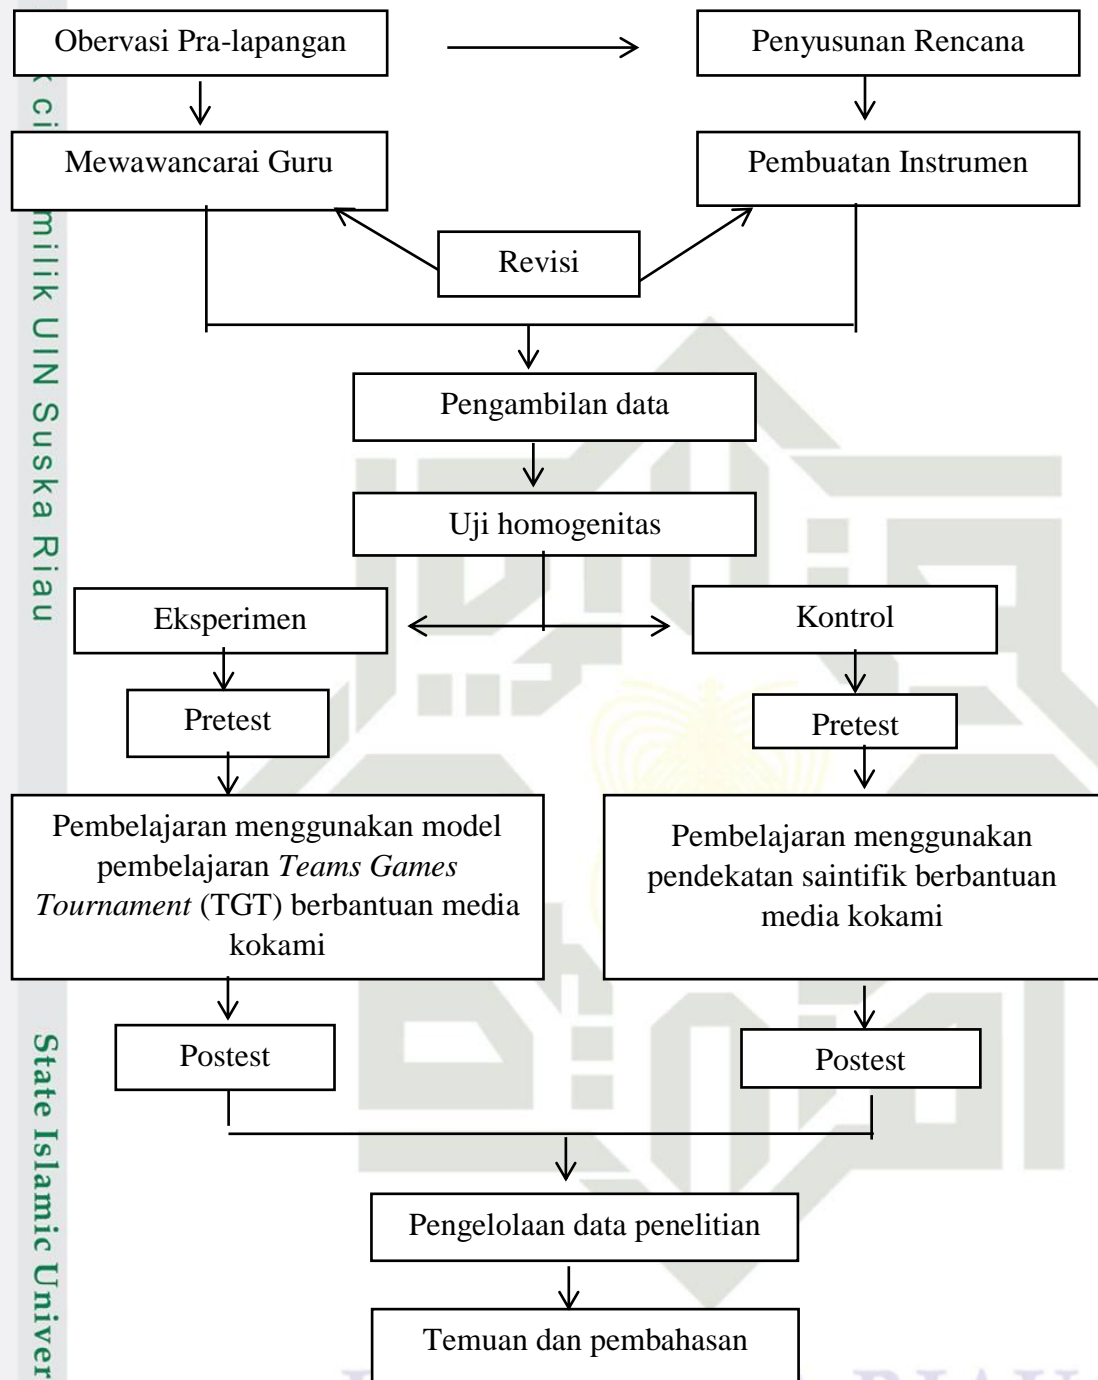 Obervasi Pra-lapangan
Penyusunan Rencana
Mewawancarai Guru
Pembuatan Instrumen
Revisi
Pengambilan data
Uji homogenitas
Eksperimen
Kontrol
Pretest
Pretest
Pembelajaran menggunakan model
pembelajaran Teams Games
Tournament (TGT) berbantuan media
kokami
Pembelajaran menggunakan
pendekatan saintifik berbantuan
media kokami
Postest
Postest
Pengelolaan data penelitian
Temuan dan pembahasan
milik UIN Suska Riau
State Islamic Univer
RIAU